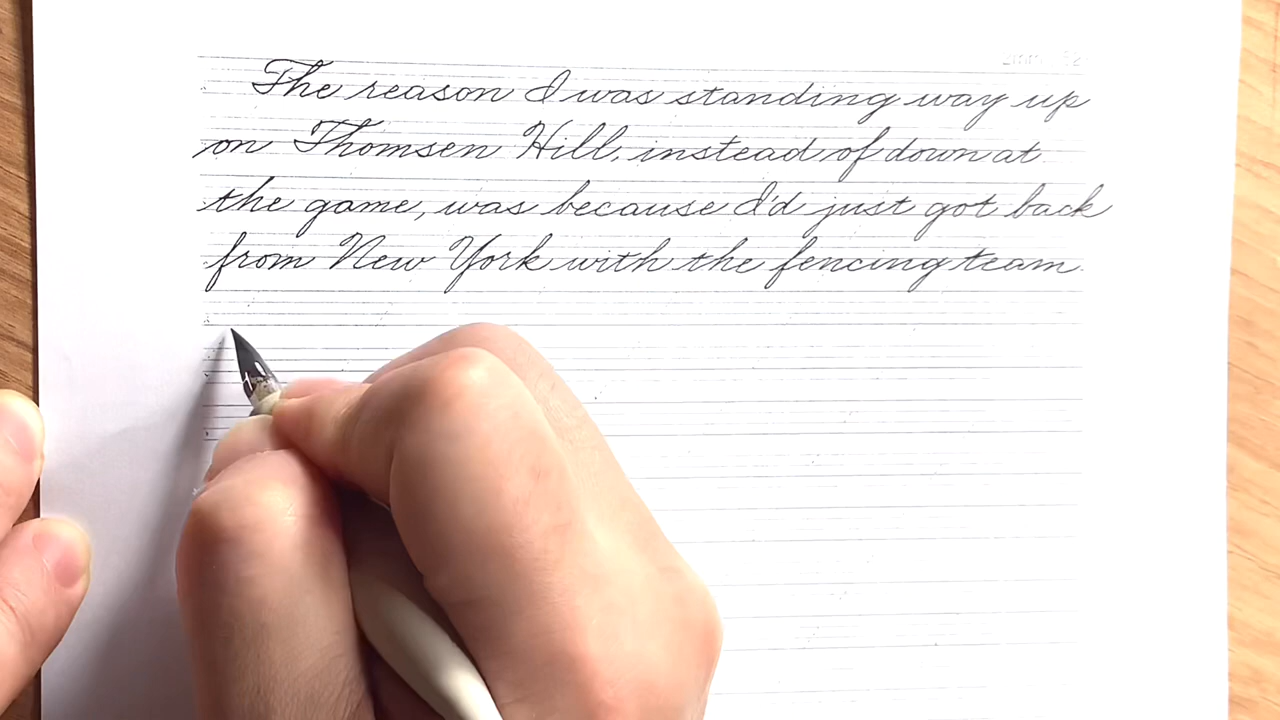 The reason I was standing way up
on Thomsen Hill, instead of down at
the game, was because I'd just got back
from New York with the fencing team.